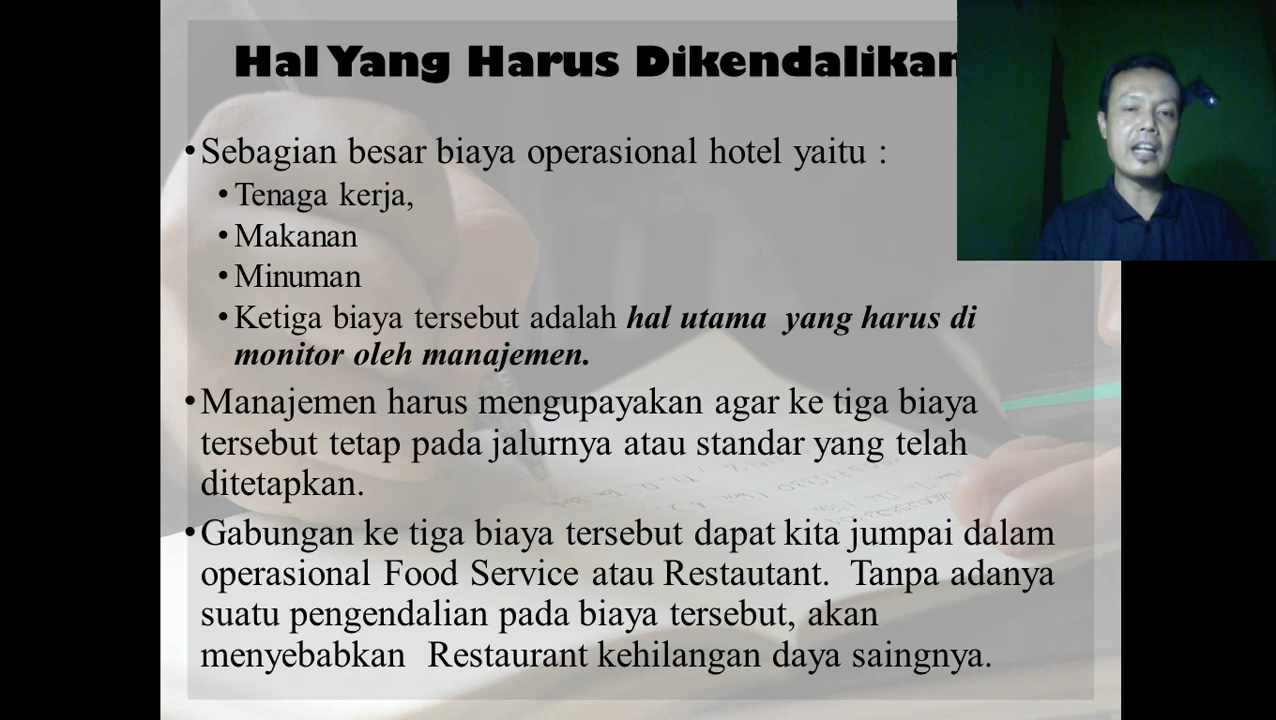 Hal Yang Harus Dikendalikan
•Sebagian besar biaya operasional hotel yaitu :
•Tenaga kerja,
•Makanan
•Minuman
•Ketiga biaya tersebut adalah hal utama yang harus di
monitor oleh manajemen.
•Manajemen harus mengupayakan agar ke tiga biaya
tersebut tetap pada jalurnya atau standar yang telah
ditetapkan.
•Gabungan ke tiga biaya tersebut dapat kita jumpai dalam
operasional Food Service atau Restautant. Tanpa adanya
suatu pengendalian pada biaya tersebut, akan
menyebabkan Restaurant kehilangan daya saingnya.